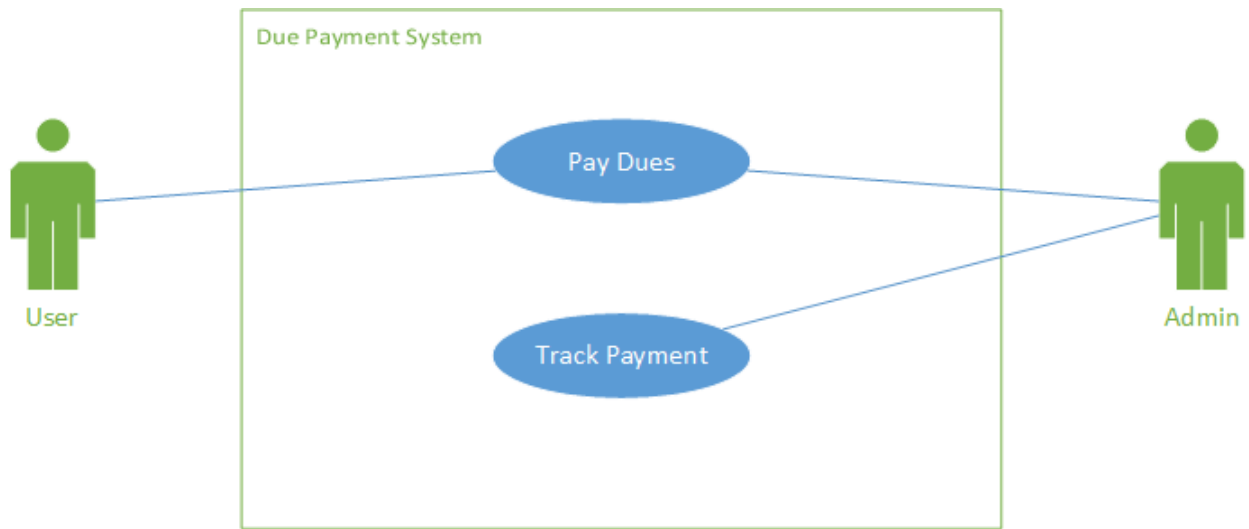 Due Payment System
Pay Dues
User
Admin
Track Payment